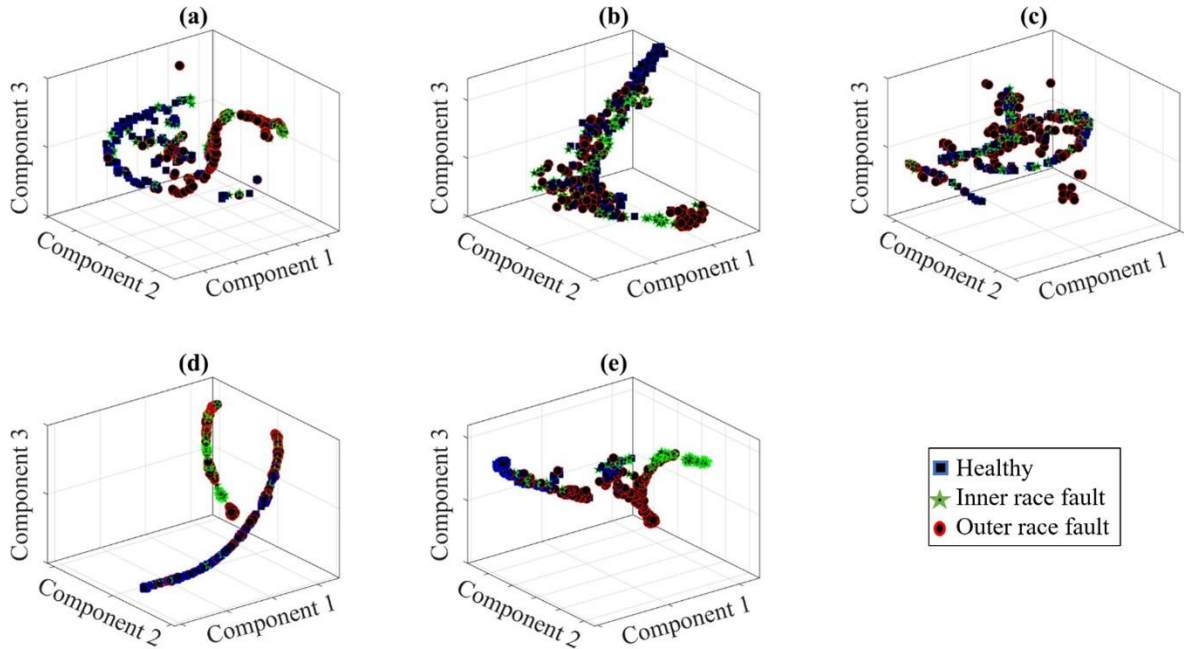 (a)
(b)
(c)
Component 3
Component 2
Component 1
Component 3
Component 2
Component 1
Component 3
Component 2
Component 1
(d)
(e)
Component 3
Component 2
Component 1
Component 3
Component 2
Component 1
Healthy
Inner race fault
Outer race fault